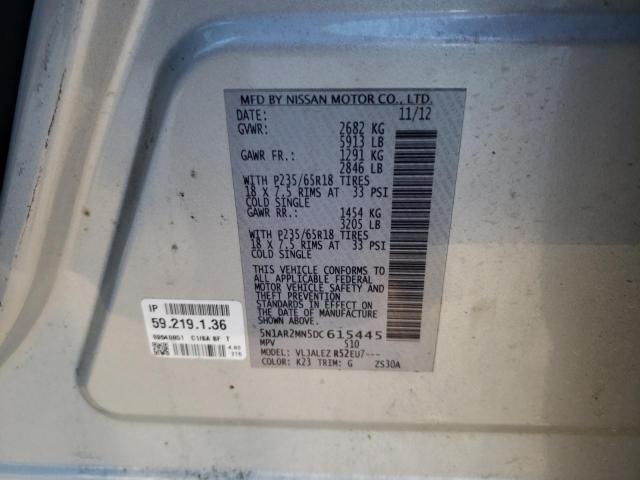 MFD BY NISSAN MOTOR CO., LTD.
DATE: 11/12
GVWR: 2682 KG
5913 LB
GAWR FR.: 1291 KG
2846 LB
WITH P235/65R18 TIRES
18 X 7.5 RIMS AT 33 PSI
COLD SINGLE
GAWR RR.: 1454 KG
3205 LB
WITH P235/65R18 TIRES
18 X 7.5 RIMS AT 33 PSI
COLD SINGLE
THIS VEHICLE CONFORMS TO
ALL APPLICABLE FEDERAL
MOTOR VEHICLE SAFETY AND
THEFT PREVENTION
STANDARDS IN EFFECT ON
THE DATE OF MANUFACTURE
SHOWN ABOVE.
5N1AR2MN5DC615445
MPV S10
MODEL: VLJALEZ R52EU7---
COLOR: K23 TRIM: G ZS30A
IP
59.219.1.36